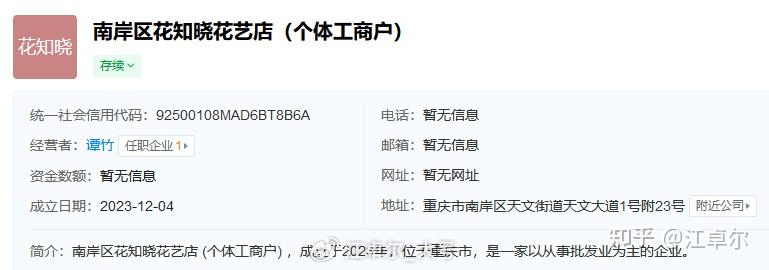 花知晓
南岸区花知晓花艺店（个体工商户）
存续
统一社会信用代码：92500108MAD6BT8B6A
电话：暂无信息
经营者：谭竹 任职企业 1
邮箱：暂无信息
资金数额：暂无信息
网址：暂无网址
成立日期：2023-12-04
地址：重庆市南岸区天文街道天文大道1号附23号 附近公司
简介：南岸区花知晓花艺店 (个体工商户) ，成立于2024年，位于重庆市，是一家以从事批发业为主的企业。
知乎 @江卓尔